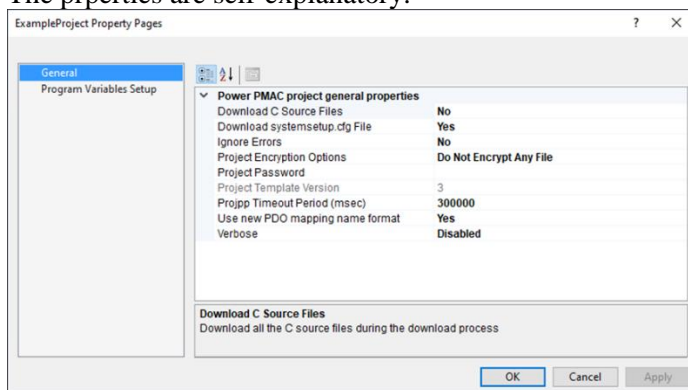 The prperties are self-explanatory.
ExampleProject Property Pages ? ×
General
Program Variables Setup
Power PMAC project general properties
Download C Source Files No
Download systemsetup.cfg File Yes
Ignore Errors No
Project Encryption Options Do Not Encrypt Any File
Project Password
Project Template Version 3
Projpp Timeout Period (msec) 300000
Use new PDO mapping name format Yes
Verbose Disabled
Download C Source Files
Download all the C source files during the download process
OK Cancel Apply